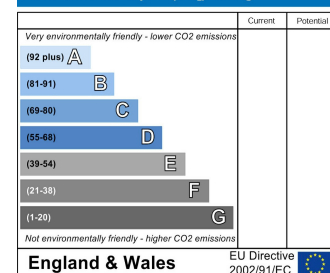 Current Potential
Very environmentally friendly - lower CO2 emissions
(92 plus) A
(81-91) B
(69-80) C
(55-68) D
(39-54) E
(21-38) F
(1-20) G
Not environmentally friendly - higher CO2 emissions
England & Wales
EU Directive
2002/91/EC